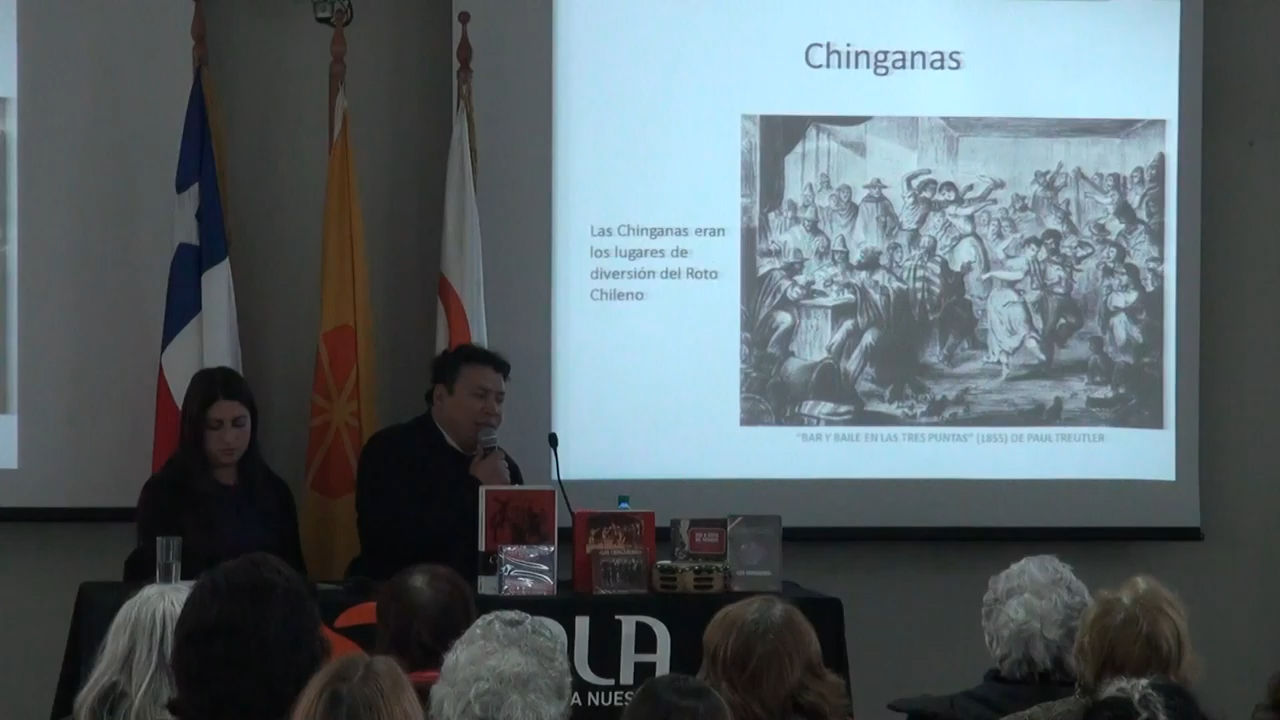 Chinganas
Las Chinganas eran
los lugares de
diversión del Roto
Chileno
"BAR Y BAILE EN LAS TRES PUNTAS" (1855) DE PAUL TREUTLER
A NUES